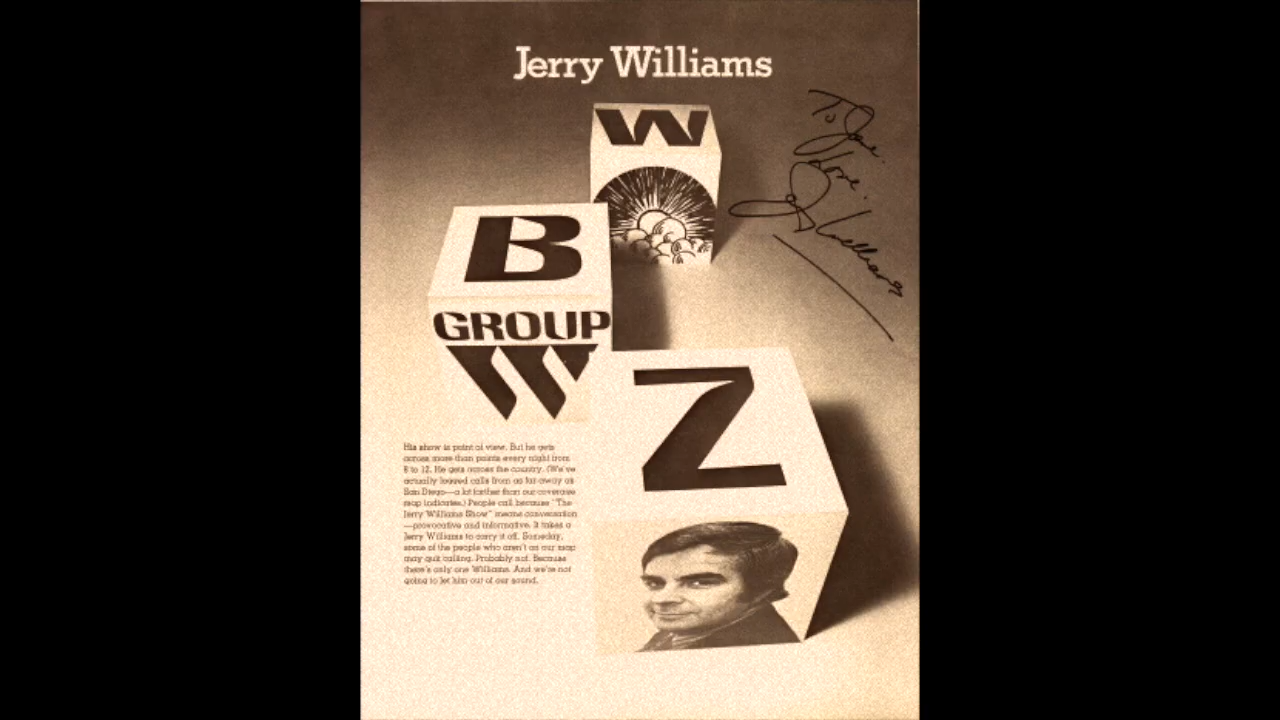 Jerry Williams
W
To Jane.
Love.
J Williams
B
GROUP
W
Z
His show is point of view. But he gets
across more than points every night from
8 to 12. He gets across the country. (We've
actually logged calls from as far away as
San Diego—a lot farther than our coverage
map indicates.) People call because "The
Jerry Williams Show" means conversation
—provocative and informative. It takes a
Jerry Williams to carry it off. Someday,
some of the people who aren't on our map
may quit calling. Probably not. Because
there's only one Williams. And we're not
going to let him out of our sound.